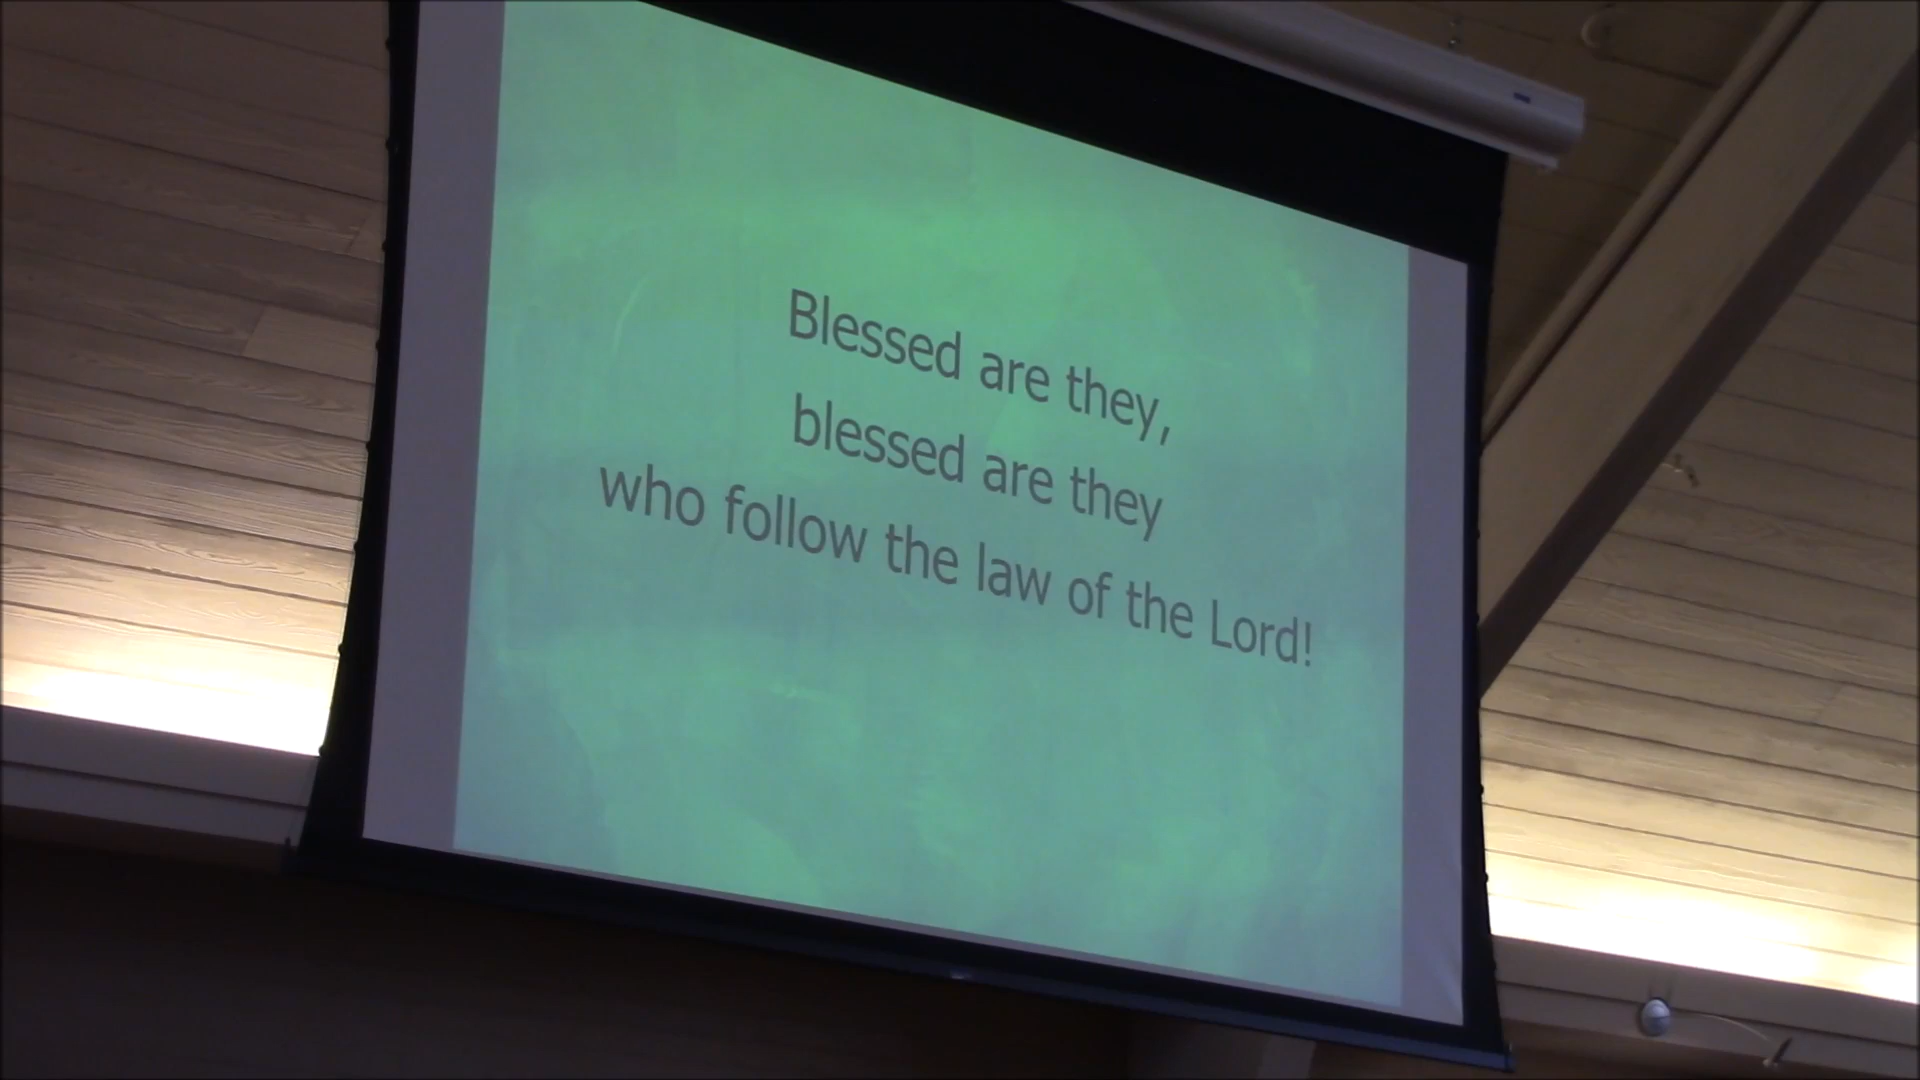 Blessed are they,
blessed are they
who follow the law of the Lord!